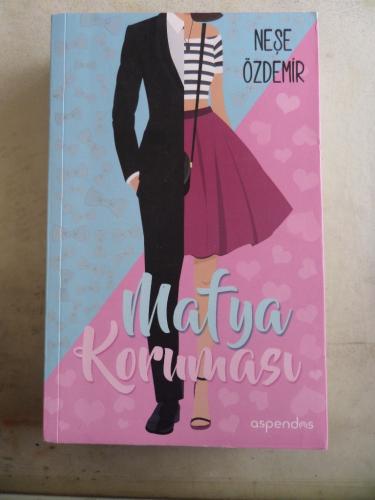 NEŞE
ÖZDEMİR
Mafya
Koruması
aspendos